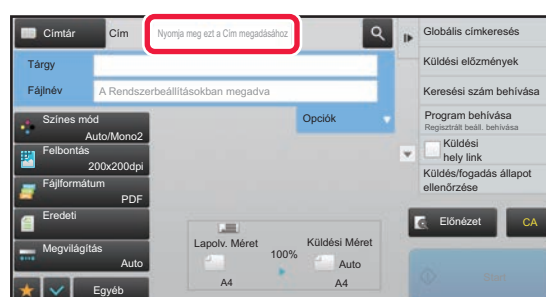 Címtár
Cím
Nyomja meg ezt a Cím megadásához
Tárgy
Fájlnév
A Rendszerbeállításokban megadva
Színes mód
Auto/Mono2
Felbontás
200x200dpi
Fájlformátum
PDF
Eredeti
Megvilágítás
Auto
Egyéb
Opciók
Lapolv. Méret
A4
100%
Küldési Méret
Auto
A4
Globális címkeresés
Küldési előzmények
Keresési szám behívása
Program behívása
Regisztrált beáll. behívása
Küldési
hely link
Küldés/fogadás állapot
ellenőrzése
Előnézet
CA
Start